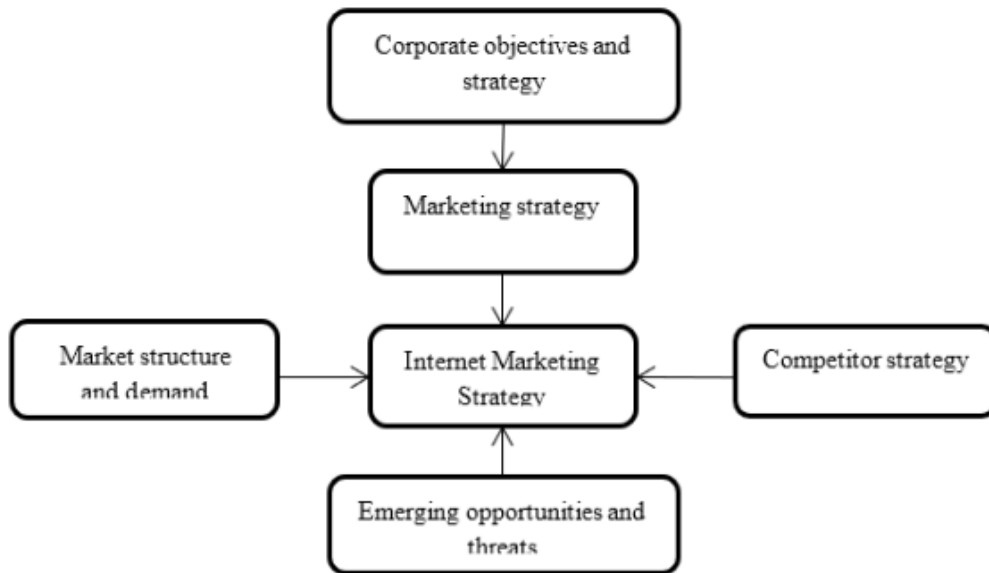 Corporate objectives and
strategy
Marketing strategy
Market structure
and demand
Internet Marketing
Strategy
Competitor strategy
Emerging opportunities and
threats